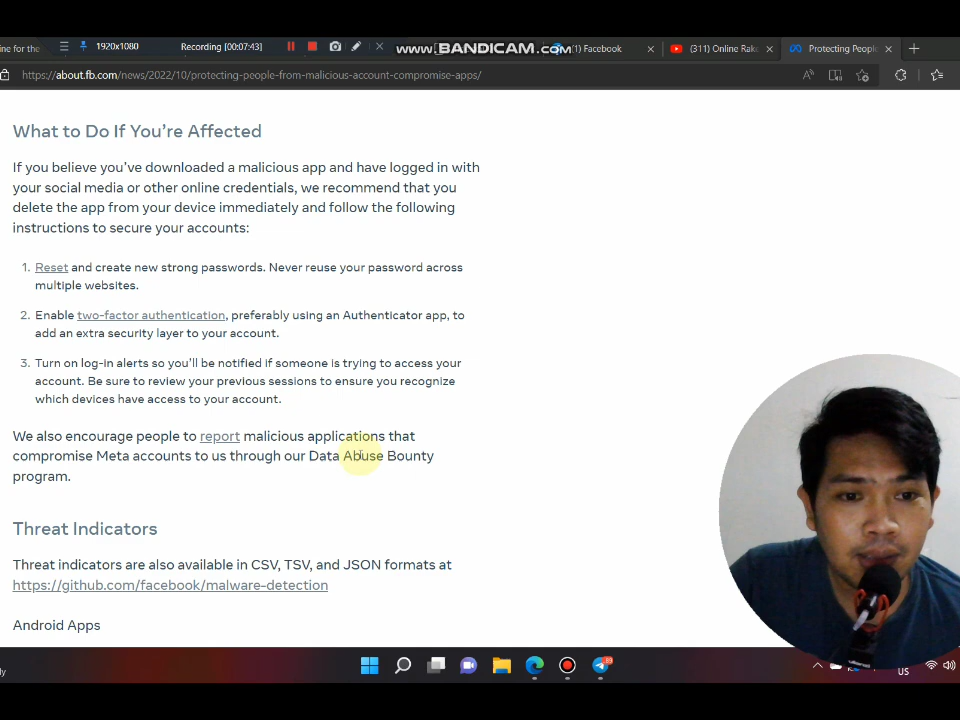 1920x1080
Recording [00:07:43]
www.BANDICAM.com
ine for the
) Facebook
(311) Online Rake
Protecting People
https://about.fb.com/news/2022/10/protecting-people-from-malicious-account-compromise-apps/
What to Do If You’re Affected
If you believe you’ve downloaded a malicious app and have logged in with
your social media or other online credentials, we recommend that you
delete the app from your device immediately and follow the following
instructions to secure your accounts:
1. Reset and create new strong passwords. Never reuse your password across
multiple websites.
2. Enable two-factor authentication, preferably using an Authenticator app, to
add an extra security layer to your account.
3. Turn on log-in alerts so you’ll be notified if someone is trying to access your
account. Be sure to review your previous sessions to ensure you recognize
which devices have access to your account.
We also encourage people to report malicious applications that
compromise Meta accounts to us through our Data Abuse Bounty
program.
Threat Indicators
Threat indicators are also available in CSV, TSV, and JSON formats at
https://github.com/facebook/malware-detection
Android Apps
US